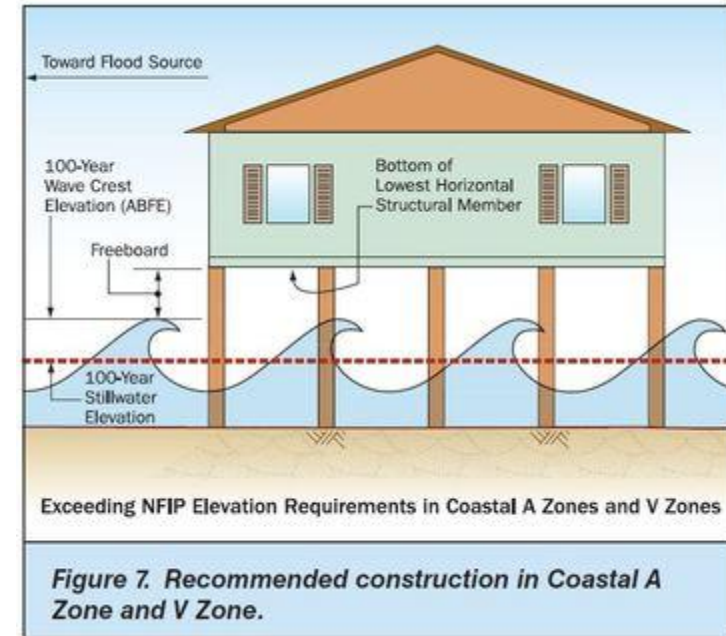 Toward Flood Source
100-Year
Wave Crest
Elevation (ABFE)
Bottom of
Lowest Horizontal
Structural Member
Freeboard
100-Year
Stillwater
Elevation
Exceeding NFIP Elevation Requirements in Coastal A Zones and V Zones
Figure 7. Recommended construction in Coastal A
Zone and V Zone.